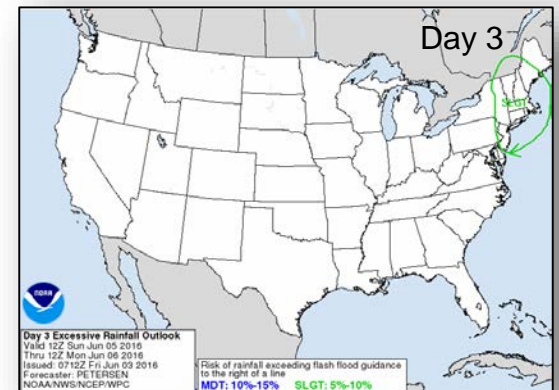 Day 3
SLGT
NOAA
Day 3 Excessive Rainfall Outlook
Valid 12Z Sun Jun 05 2016
Thru 12Z Mon Jun 06 2016
Issued: 0712Z Fri Jun 03 2016
Forecaster: PETERSEN
NOAA/NWS/NCEP/WPC
Risk of rainfall exceeding flash flood guidance
to the right of a line
MDT: 10%-15% SLGT: 5%-10%